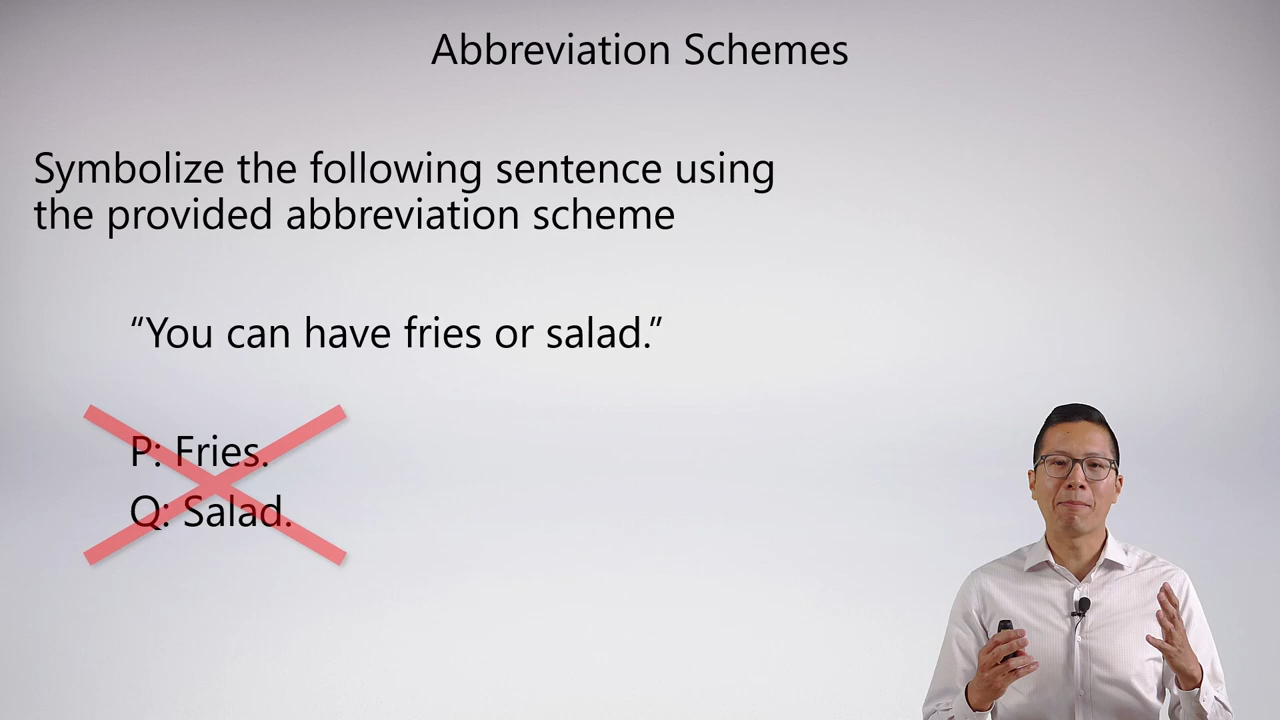 Abbreviation Schemes
Symbolize the following sentence using
the provided abbreviation scheme
“You can have fries or salad.”
P: Fries.
Q: Salad.